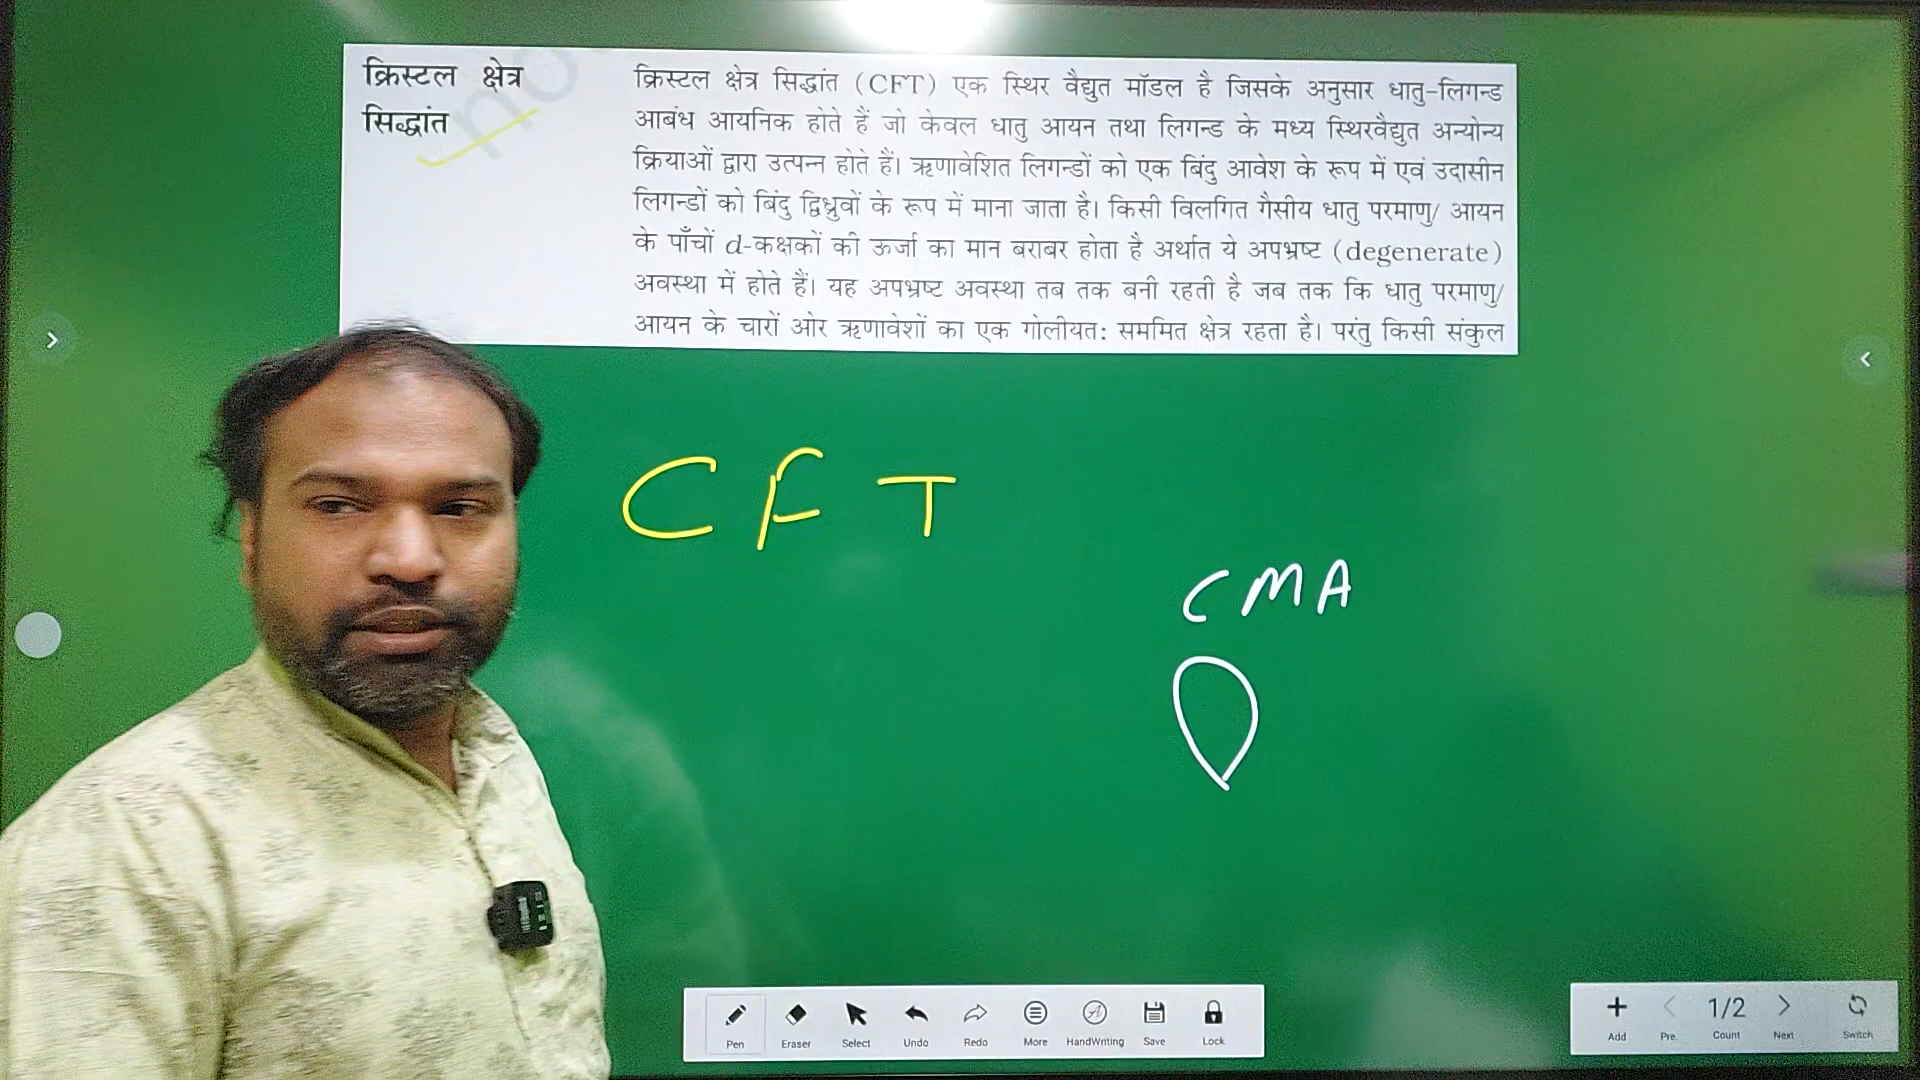 क्रिस्टल क्षेत्र
सिद्धांत
क्रिस्टल क्षेत्र सिद्धांत (CFT) एक स्थिर वैद्युत मॉडल है जिसके अनुसार धातु-लिगन्ड
आबंध आयनिक होते हैं जो केवल धातु आयन तथा लिगन्ड के मध्य स्थिरवैद्युत अन्योन्य
क्रियाओं द्वारा उत्पन्न होते हैं। ऋणावेशित लिगन्डों को एक बिंदु आवेश के रूप में एवं उदासीन
लिगन्डों को बिंदु द्विध्रुवों के रूप में माना जाता है। किसी विलगित गैसीय धातु परमाणु/ आयन
के पाँचों d-कक्षकों की ऊर्जा का मान बराबर होता है अर्थात ये अपभ्रष्ट (degenerate)
अवस्था में होते हैं। यह अपभ्रष्ट अवस्था तब तक बनी रहती है जब तक कि धातु परमाणु/
आयन के चारों ओर ऋणावेशों का एक गोलीयत: सममित क्षेत्र रहता है। परंतु किसी संकुल
CFT
CMA
Pen Eraser Select Undo Redo More HandWriting Save Lock
1/2
Add Pre. Count Next Switch